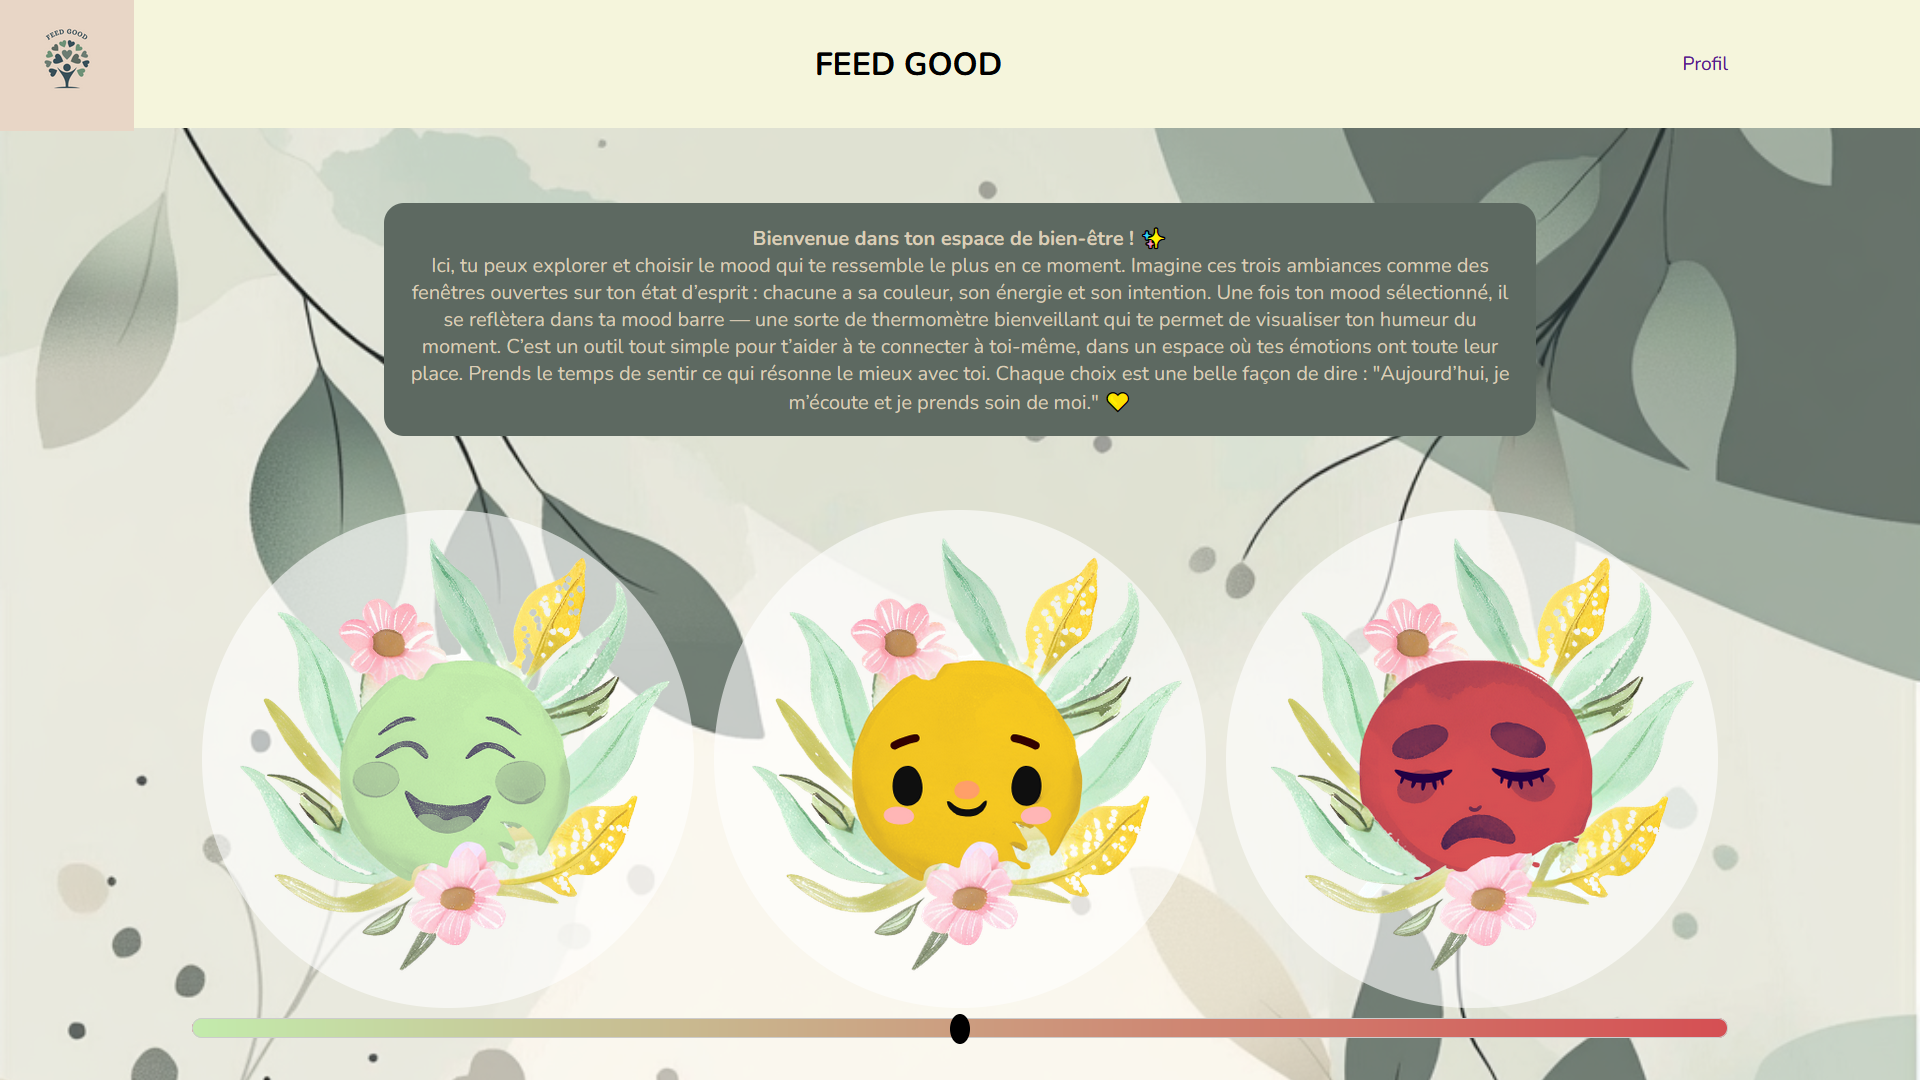 FEED GOOD
FEED GOOD
Profil
Bienvenue dans ton espace de bien-être ! ✨
Ici, tu peux explorer et choisir le mood qui te ressemble le plus en ce moment. Imagine ces trois ambiances comme des
fenêtres ouvertes sur ton état d’esprit : chacune a sa couleur, son énergie et son intention. Une fois ton mood sélectionné, il
se reflètera dans ta mood barre — une sorte de thermomètre bienveillant qui te permet de visualiser ton humeur du
moment. C’est un outil tout simple pour t’aider à te connecter à toi-même, dans un espace où tes émotions ont toute leur
place. Prends le temps de sentir ce qui résonne le mieux avec toi. Chaque choix est une belle façon de dire : "Aujourd’hui, je
m’écoute et je prends soin de moi." 💛